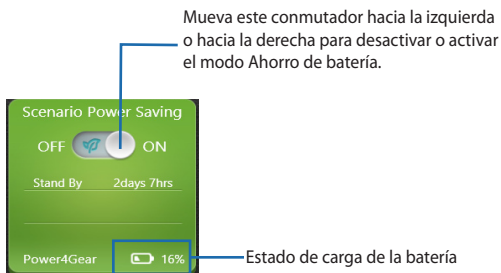 Mueva este conmutador hacia la izquierda
o hacia la derecha para desactivar o activar
el modo Ahorro de batería.
Scenario Power Saving
OFF ON
Stand By 2days 7hrs
Power4Gear 16%
Estado de carga de la batería